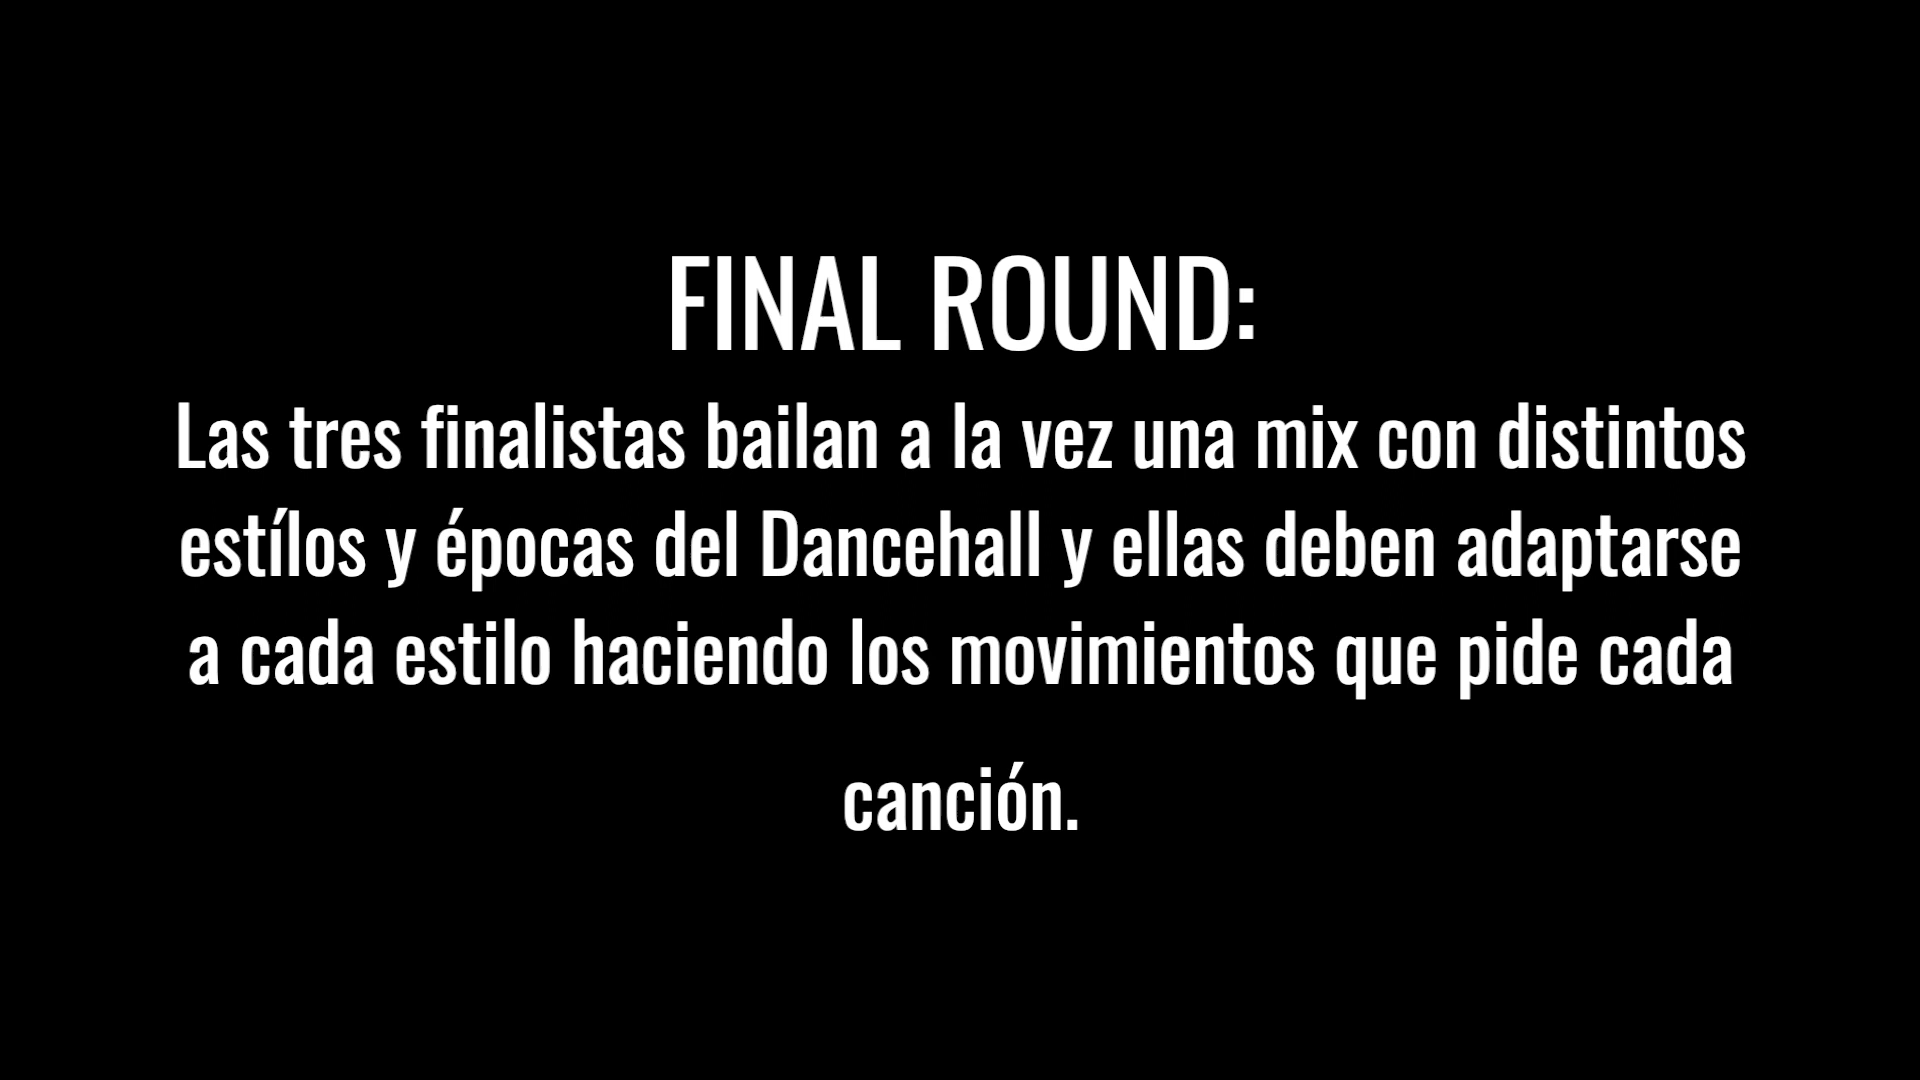 FINAL ROUND:
Las tres finalistas bailan a la vez una mix con distintos
estílos y épocas del Dancehall y ellas deben adaptarse
a cada estilo haciendo los movimientos que pide cada
canción.